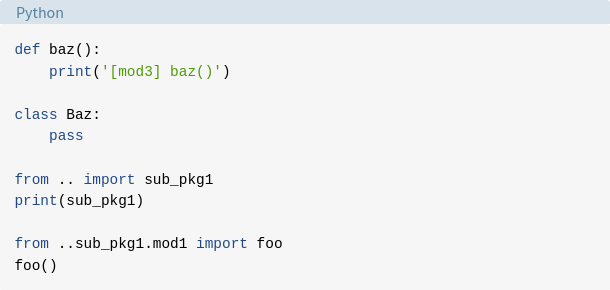 Python
def baz():
    print('[mod3] baz()')
class Baz:
    pass
from .. import sub_pkg1
print(sub_pkg1)
from ..sub_pkg1.mod1 import foo
foo()